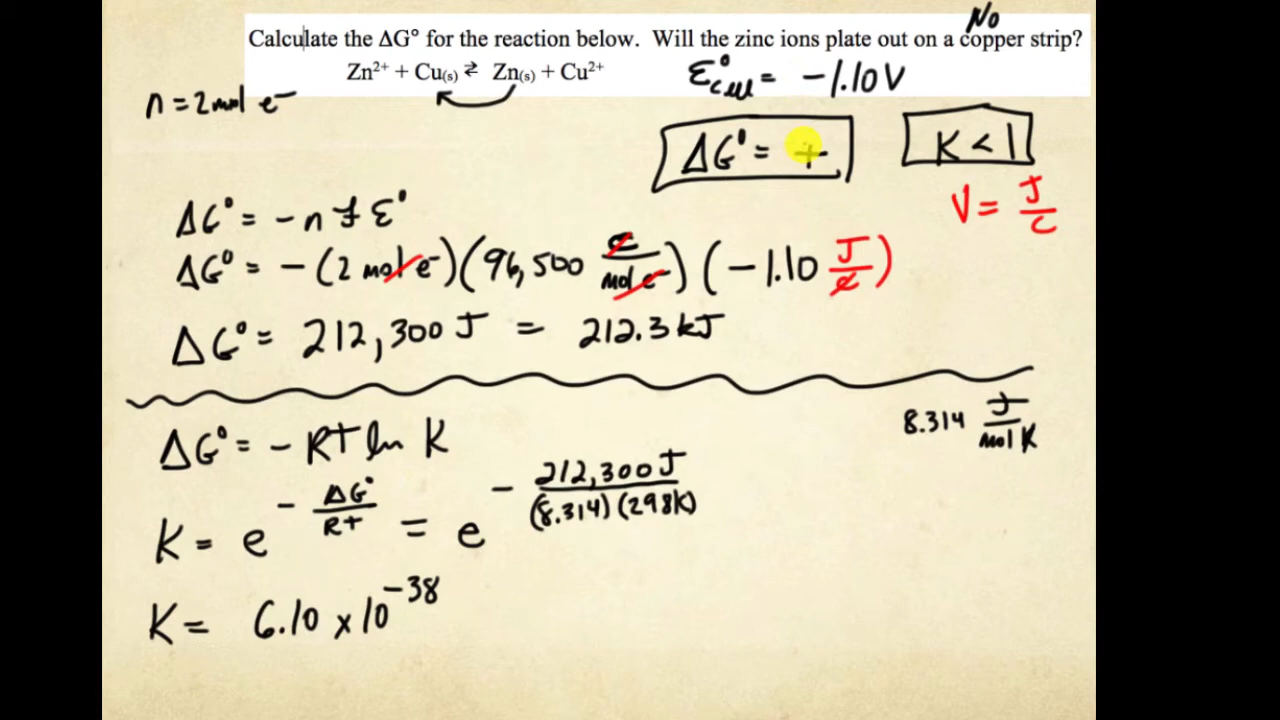 No
Calculate the ΔG° for the reaction below. Will the zinc ions plate out on a copper strip?
Zn²⁺ + Cu(s) ⇄ Zn(s) + Cu²⁺
ℰ°cell = -1.10V
n = 2 mol e⁻
ΔG° = +
K < 1
V = J/C
ΔG° = -nℱℰ°
ΔG° = -(2 mol e⁻)(96,500 C/mol e⁻)(-1.10 J/C)
ΔG° = 212,300 J = 212.3 kJ
8.314 J/mol K
ΔG° = -RT ln K
K = e^(-ΔG°/RT) = e^(-212,300 J/(8.314)(298K))
K = 6.10 x 10⁻³⁸